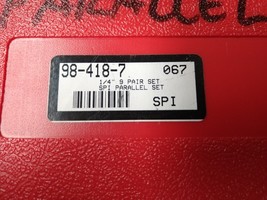 PARALLEL
98-418-7 067
1/4" 9 PAIR SET
SPI PARALLEL SET
SPI